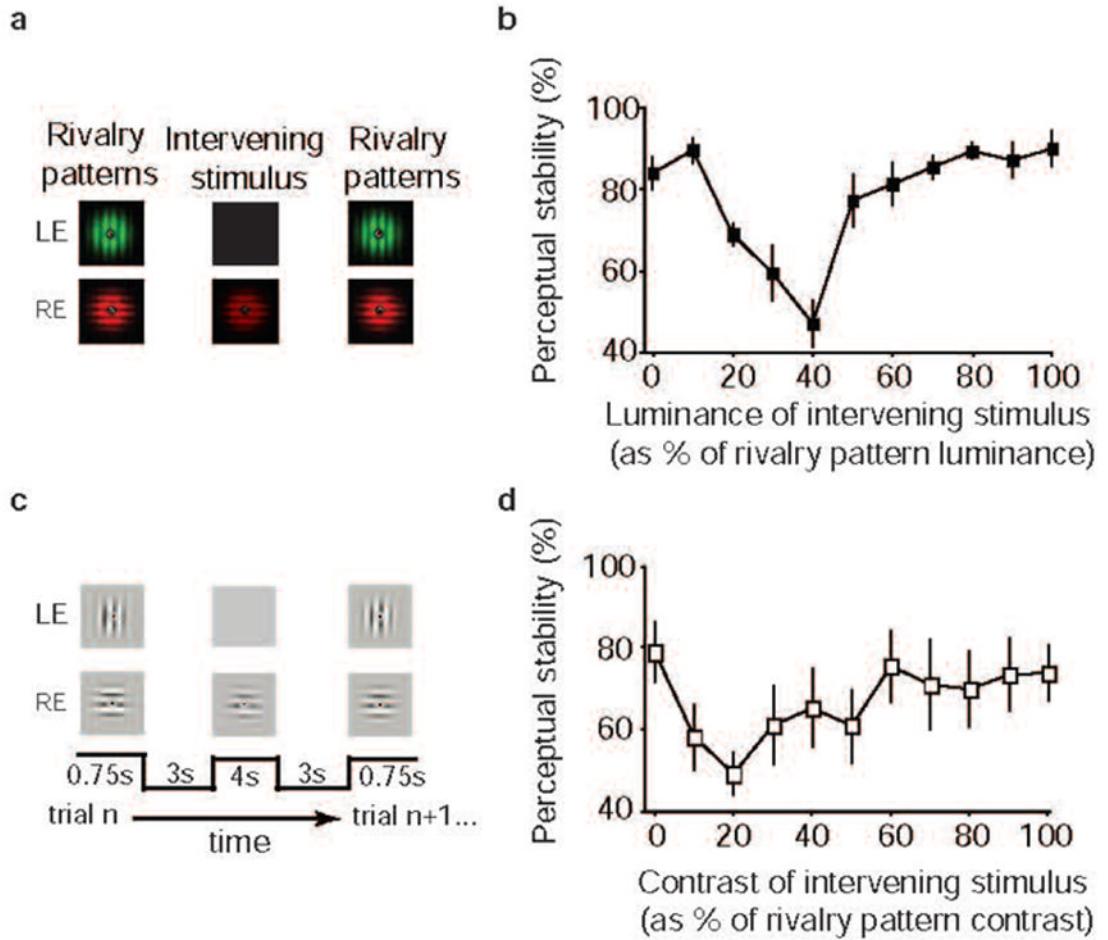 a
Rivalry patterns
Intervening stimulus
Rivalry patterns
LE
RE
b
Perceptual stability (%)
100
80
60
40
0 20 40 60 80 100
Luminance of intervening stimulus
(as % of rivalry pattern luminance)
c
LE
RE
0.75s 3s 4s 3s 0.75s
trial n trial n+1...
time
d
Perceptual stability (%)
100
80
60
40
0 20 40 60 80 100
Contrast of intervening stimulus
(as % of rivalry pattern contrast)